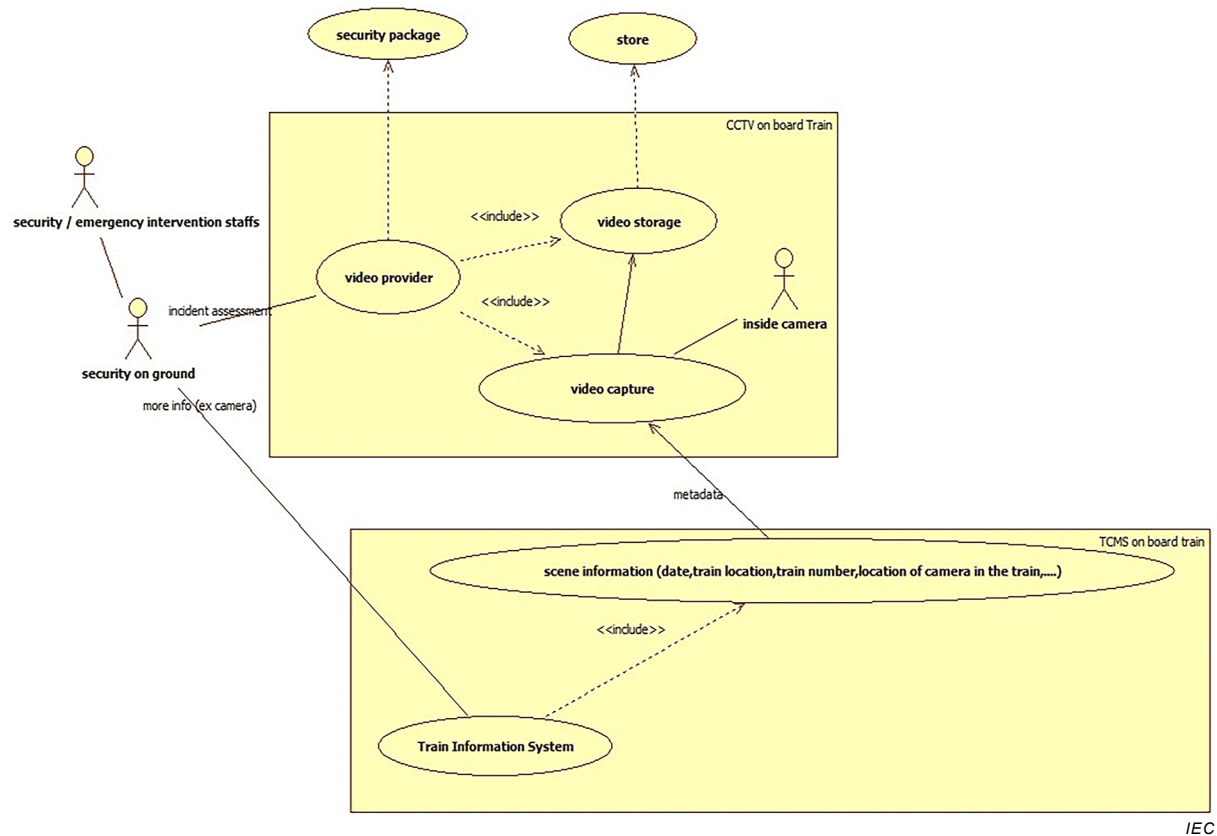 security package
store
CCTV on board Train
security / emergency intervention staffs
<<include>>
video storage
video provider
<<include>>
inside camera
incident assessment
security on ground
video capture
more info (ex camera)
metadata
TCMS on board train
scene information (date,train location,train number,location of camera in the train,....)
<<include>>
Train Information System
IEC